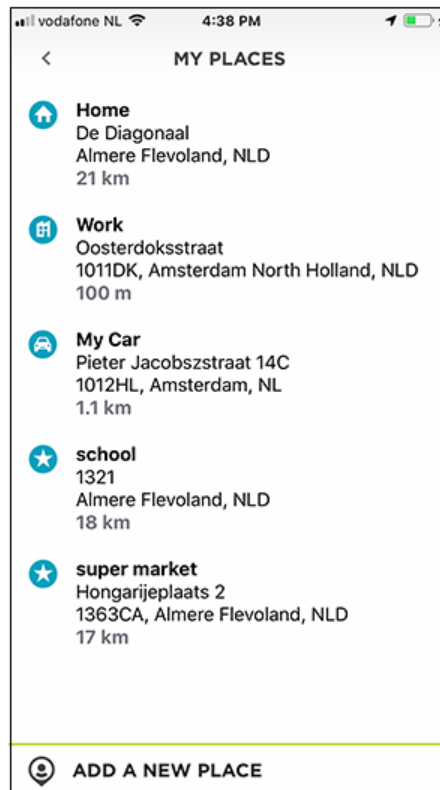 vodafone NL 4:38 PM
MY PLACES
Home
De Diagonaal
Almere Flevoland, NLD
21 km
Work
Oosterdoksstraat
1011DK, Amsterdam North Holland, NLD
100 m
My Car
Pieter Jacobszstraat 14C
1012HL, Amsterdam, NL
1.1 km
school
1321
Almere Flevoland, NLD
18 km
super market
Hongarijeplaats 2
1363CA, Almere Flevoland, NLD
17 km
ADD A NEW PLACE